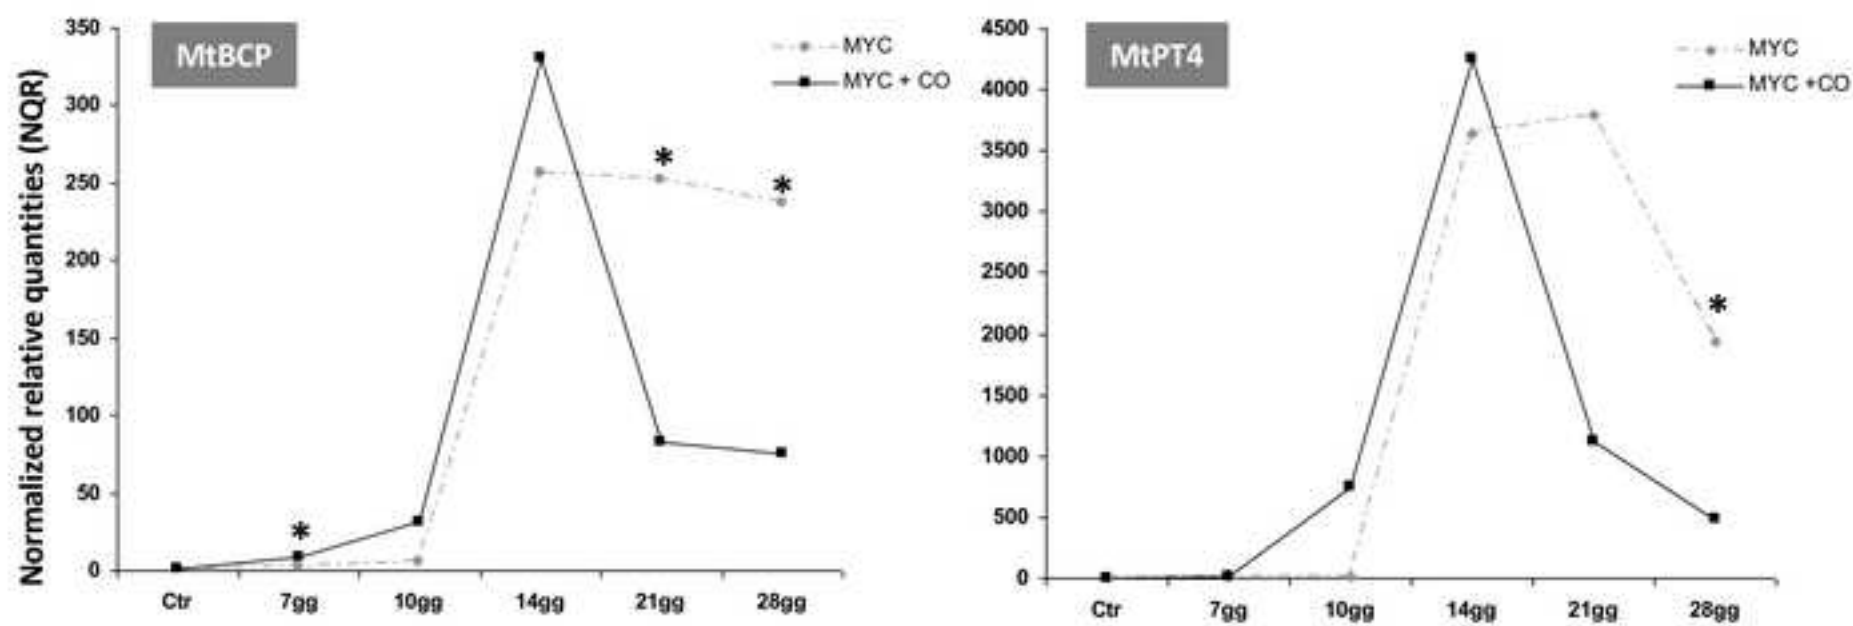 Normalized relative quantities (NQR)
MtBCP
MYC
MYC + CO
350
300
250
200
150
100
50
0
*
*
*
Ctr 7gg 10gg 14gg 21gg 28gg
MtPT4
MYC
MYC +CO
4500
4000
3500
3000
2500
2000
1500
1000
500
0
*
Ctr 7gg 10gg 14gg 21gg 28gg